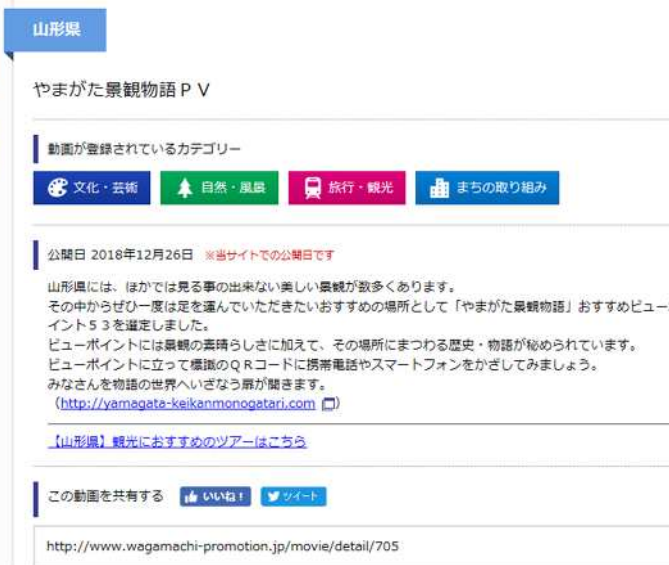 山形県
やまがた景観物語ＰＶ
動画が登録されているカテゴリー
文化・芸術 自然・風景 旅行・観光 まちの取り組み
公開日 2018年12月26日 ※当サイトでの公開日です
山形県には、ほかでは見る事の出来ない美しい景観が数多くあります。
その中からぜひ一度は足を運んでいただきたいおすすめの場所として「やまがた景観物語」おすすめビュー
イント５３を選定しました。
ビューポイントには景観の素晴らしさに加えて、その場所にまつわる歴史・物語が秘められています。
ビューポイントに立って標識のＱＲコードに携帯電話やスマートフォンをかざしてみましょう。
みなさんを物語の世界へいざなう扉が開きます。
（http://yamagata-keikanmonogatari.com ）
【山形県】観光におすすめのツアーはこちら
この動画を共有する いいね！ ツイート
http://www.wagamachi-promotion.jp/movie/detail/705